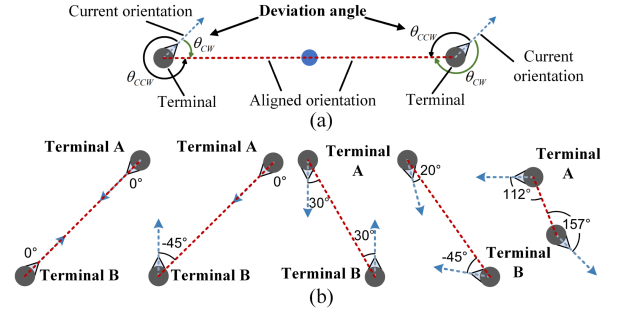 Current orientation
Deviation angle
θCW
θCCW
θCCW
θCW
Current
orientation
Terminal
Aligned orientation
Terminal
(a)
Terminal A
Terminal A
Terminal
A
Terminal
A
0°
0°
20°
112°
30°
157°
0°
-45°
30°
-45°
Terminal B
Terminal B
Terminal B
Terminal
B
(b)